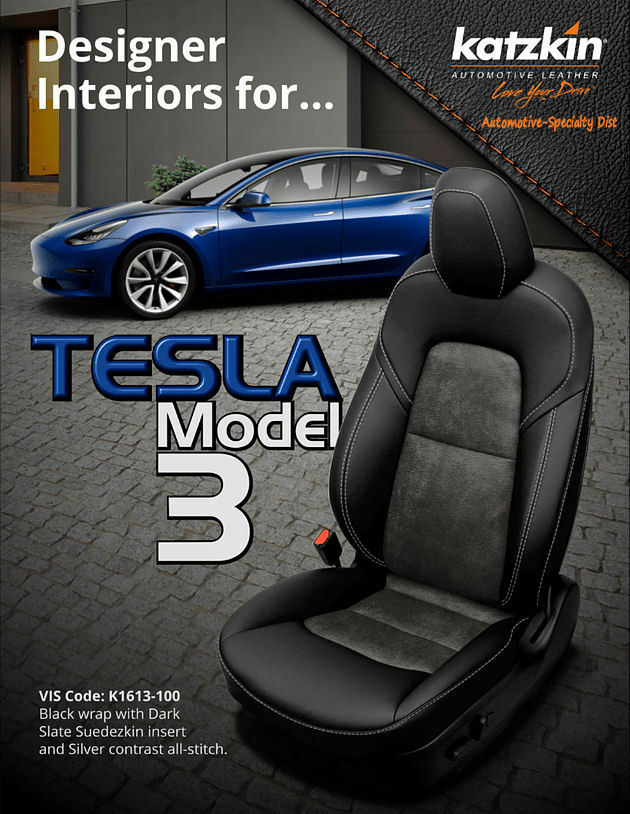 Designer
Interiors for...
katzkin®
AUTOMOTIVE LEATHER
Love Your Drive
Automotive-Specialty Dist
TESLA
Model
3
VIS Code: K1613-100
Black wrap with Dark
Slate Suedezkin insert
and Silver contrast all-stitch.